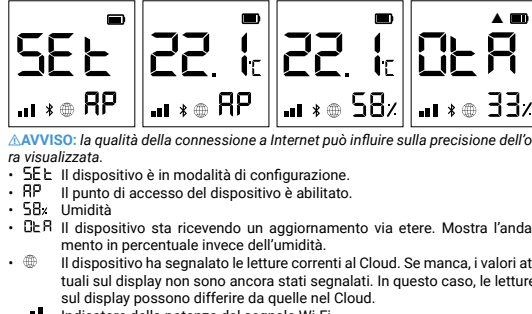 SEt 22.1 °C 22.1 °C OtA
AP AP 58% 33%
⚠AVVISO: la qualità della connessione a Internet può influire sulla precisione dell’o
ra visualizzata.
• SEt Il dispositivo è in modalità di configurazione.
• AP Il punto di accesso del dispositivo è abilitato.
• 58% Umidità
• OtA Il dispositivo sta ricevendo un aggiornamento via etere. Mostra l’anda
mento in percentuale invece dell’umidità.
• Il dispositivo ha segnalato le letture correnti al Cloud. Se manca, i valori at
tuali sul display non sono ancora stati segnalati. In questo caso, le letture
sul display possono differire da quelle nel Cloud.
Indicatore della potenza del segnale Wi-Fi